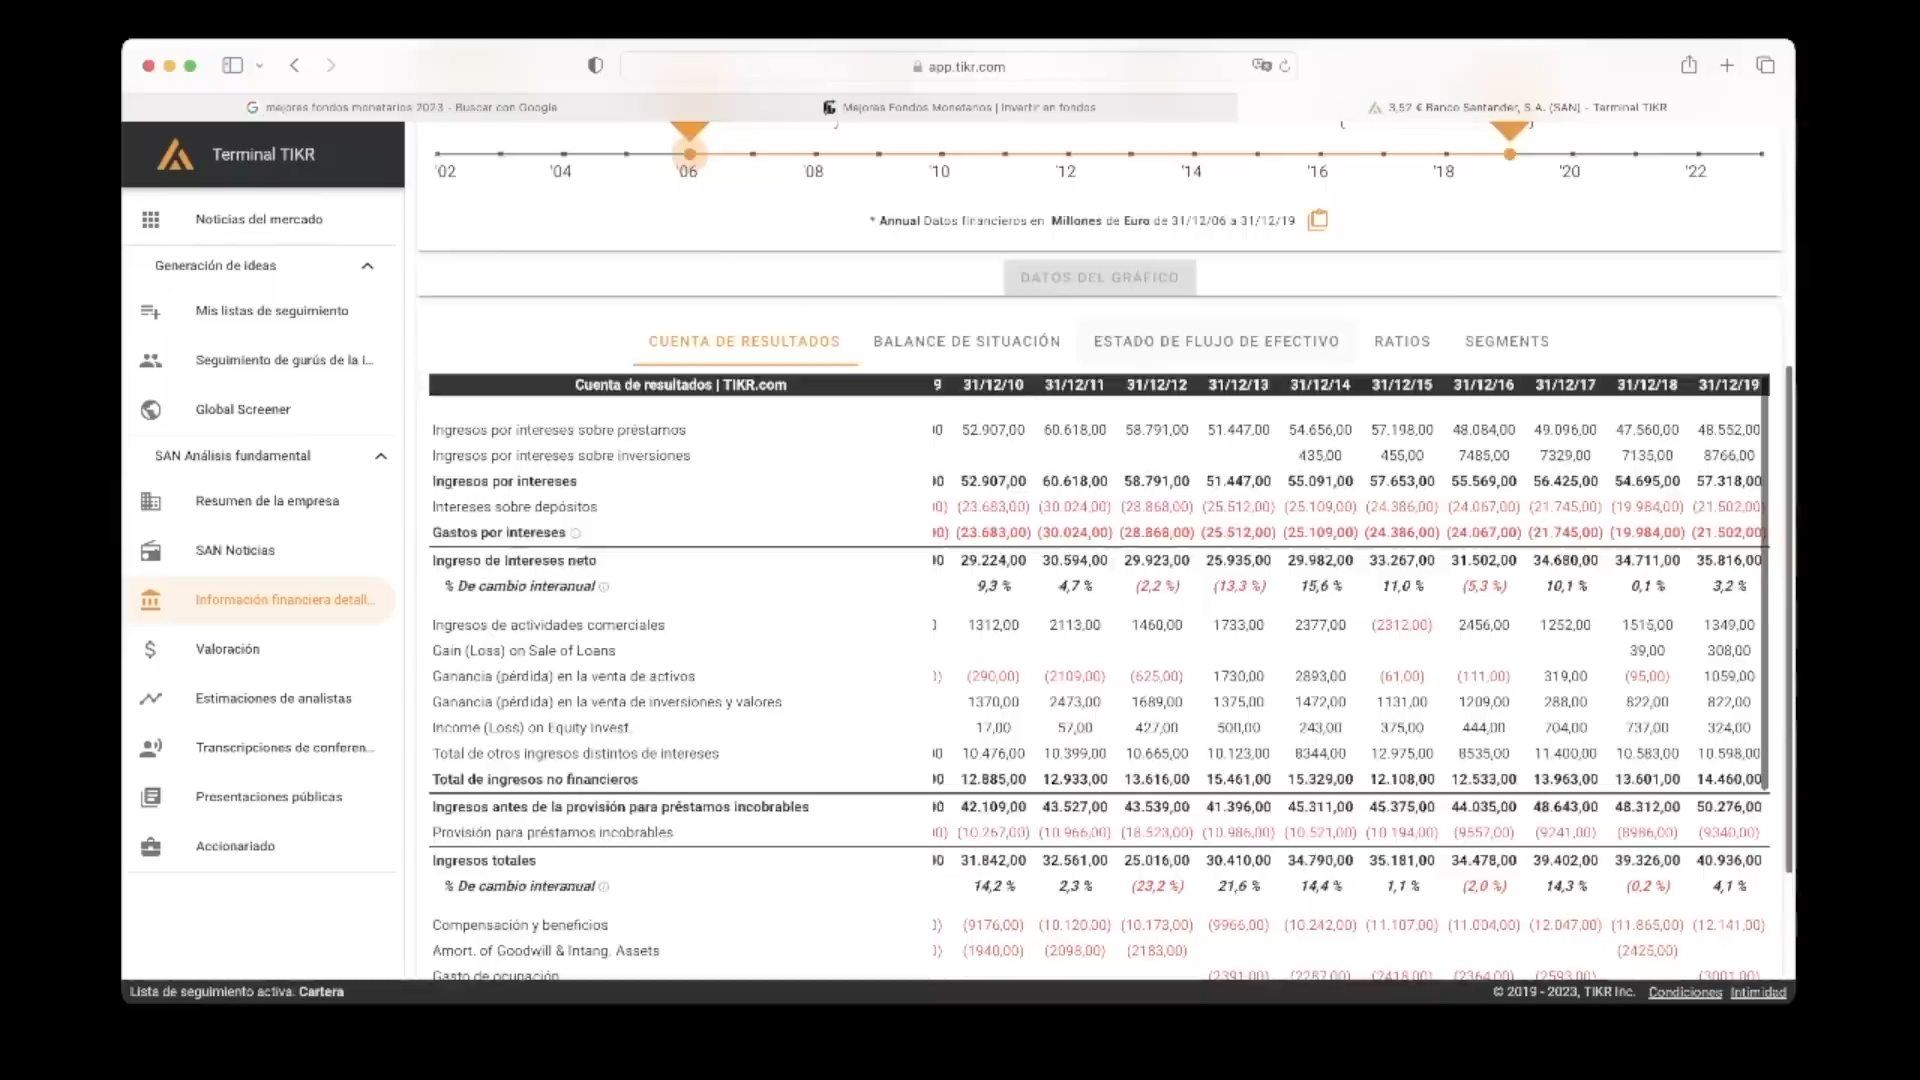 app.tikr.com
mejores fondos monetarios 2023 - Buscar con Google
Mejores Fondos Monetarios | Invertir en fondos
3,52 € Banco Santander, S.A. (SAN) - Terminal TIKR
Terminal TIKR
Noticias del mercado
Generación de ideas
Mis listas de seguimiento
Seguimiento de gurús de la I...
Global Screener
SAN Análisis fundamental
Resumen de la empresa
SAN Noticias
Información financiera detall...
Valoración
Estimaciones de analistas
Transcripciones de conferen...
Presentaciones públicas
Accionariado
'02 '04 '06 '08 '10 '12 '14 '16 '18 '20 '22
* Annual Datos financieros en Millones de Euro de 31/12/06 a 31/12/19
DATOS DEL GRÁFICO
CUENTA DE RESULTADOS BALANCE DE SITUACIÓN ESTADO DE FLUJO DE EFECTIVO RATIOS SEGMENTS
Cuenta de resultados | TIKR.com 9 31/12/10 31/12/11 31/12/12 31/12/13 31/12/14 31/12/15 31/12/16 31/12/17 31/12/18 31/12/19
Ingresos por intereses sobre préstamos 52.907,00 60.618,00 58.791,00 51.447,00 54.656,00 57.198,00 48.084,00 49.096,00 47.560,00 48.552,00
Ingresos por intereses sobre inversiones 435,00 455,00 7485,00 7329,00 7135,00 8766,00
Ingresos por intereses 52.907,00 60.618,00 58.791,00 51.447,00 55.091,00 57.653,00 55.569,00 56.425,00 54.695,00 57.318,00
Intereses sobre depósitos (23.683,00) (30.024,00) (28.868,00) (25.512,00) (25.109,00) (24.386,00) (24.067,00) (21.745,00) (19.984,00) (21.502,00)
Gastos por intereses (23.683,00) (30.024,00) (28.868,00) (25.512,00) (25.109,00) (24.386,00) (24.067,00) (21.745,00) (19.984,00) (21.502,00)
Ingreso de Intereses neto 29.224,00 30.594,00 29.923,00 25.935,00 29.982,00 33.267,00 31.502,00 34.680,00 34.711,00 35.816,00
% De cambio interanual 9,3 % 4,7 % (2,2 %) (13,3 %) 15,6 % 11,0 % (5,3 %) 10,1 % 0,1 % 3,2 %
Ingresos de actividades comerciales 1312,00 2113,00 1460,00 1733,00 2377,00 (2312,00) 2456,00 1252,00 1515,00 1349,00
Gain (Loss) on Sale of Loans 39,00 308,00
Ganancia (pérdida) en la venta de activos (290,00) (2109,00) (625,00) 1730,00 2893,00 (61,00) (111,00) 319,00 (95,00) 1059,00
Ganancia (pérdida) en la venta de inversiones y valores 1370,00 2473,00 1689,00 1375,00 1472,00 1131,00 1209,00 288,00 822,00 822,00
Income (Loss) on Equity Invest. 17,00 57,00 427,00 500,00 243,00 375,00 444,00 704,00 737,00 324,00
Total de otros ingresos distintos de intereses 10.476,00 10.399,00 10.665,00 10.123,00 8344,00 12.975,00 8535,00 11.400,00 10.583,00 10.598,00
Total de ingresos no financieros 12.885,00 12.933,00 13.616,00 15.461,00 15.329,00 12.108,00 12.533,00 13.963,00 13.601,00 14.460,00
Ingresos antes de la provisión para préstamos incobrables 42.109,00 43.527,00 43.539,00 41.396,00 45.311,00 45.375,00 44.035,00 48.643,00 48.312,00 50.276,00
Provisión para préstamos incobrables (10.267,00) (10.966,00) (18.523,00) (10.986,00) (10.521,00) (10.194,00) (9557,00) (9241,00) (8986,00) (9340,00)
Ingresos totales 31.842,00 32.561,00 25.016,00 30.410,00 34.790,00 35.181,00 34.478,00 39.402,00 39.326,00 40.936,00
% De cambio interanual 14,2 % 2,3 % (23,2 %) 21,6 % 14,4 % 1,1 % (2,0 %) 14,3 % (0,2 %) 4,1 %
Compensación y beneficios (9176,00) (10.120,00) (10.173,00) (9966,00) (10.242,00) (11.107,00) (11.004,00) (12.047,00) (11.865,00) (12.141,00)
Amort. of Goodwill & Intang. Assets (1940,00) (2098,00) (2183,00) (2425,00)
Gasto de ocupación (2391,00) (2287,00) (2418,00) (2364,00) (2593,00) (3001,00)
Lista de seguimiento activa: Cartera
© 2019 - 2023, TIKR Inc. Condiciones Intimidad